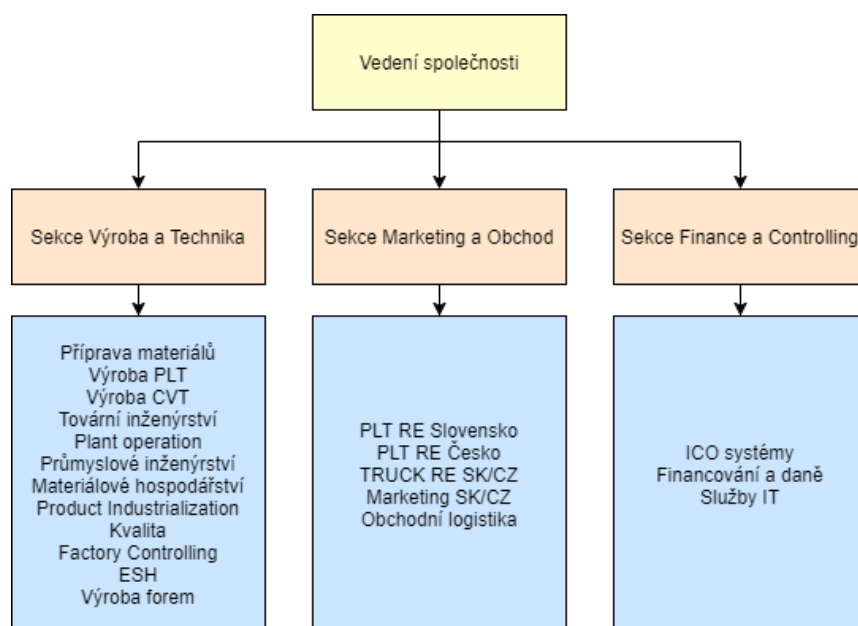 Vedení společnosti
Sekce Výroba a Technika
Sekce Marketing a Obchod
Sekce Finance a Controlling
Příprava materiálů
Výroba PLT
Výroba CVT
Tovární inženýrství
Plant operation
Průmyslové inženýrství
Materiálové hospodářství
Product Industrialization
Kvalita
Factory Controlling
ESH
Výroba forem
PLT RE Slovensko
PLT RE Česko
TRUCK RE SK/CZ
Marketing SK/CZ
Obchodní logistika
ICO systémy
Financování a daně
Služby IT